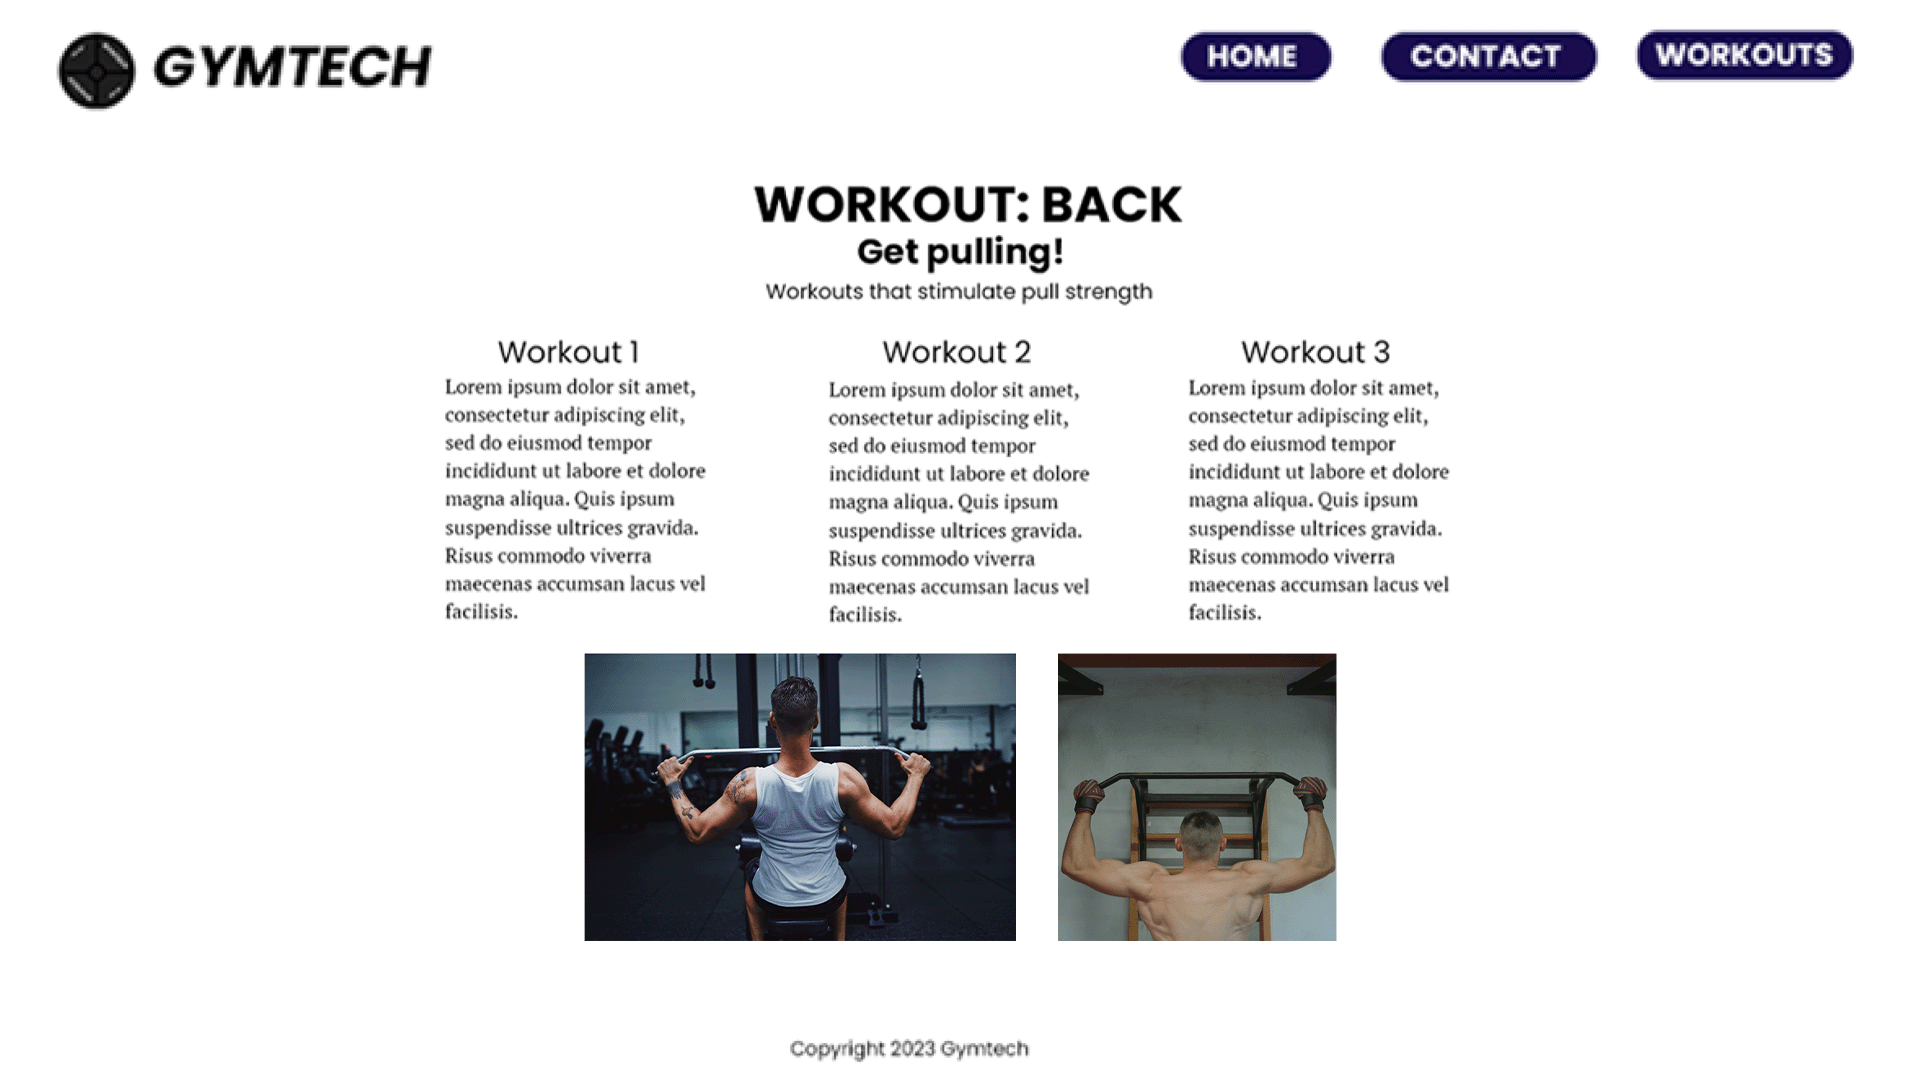 GYMTECH
HOME
CONTACT
WORKOUTS
WORKOUT: BACK
Get pulling!
Workouts that stimulate pull strength
Workout 1
Lorem ipsum dolor sit amet,
consectetur adipiscing elit,
sed do eiusmod tempor
incididunt ut labore et dolore
magna aliqua. Quis ipsum
suspendisse ultrices gravida.
Risus commodo viverra
maecenas accumsan lacus vel
facilisis.
Workout 2
Lorem ipsum dolor sit amet,
consectetur adipiscing elit,
sed do eiusmod tempor
incididunt ut labore et dolore
magna aliqua. Quis ipsum
suspendisse ultrices gravida.
Risus commodo viverra
maecenas accumsan lacus vel
facilisis.
Workout 3
Lorem ipsum dolor sit amet,
consectetur adipiscing elit,
sed do eiusmod tempor
incididunt ut labore et dolore
magna aliqua. Quis ipsum
suspendisse ultrices gravida.
Risus commodo viverra
maecenas accumsan lacus vel
facilisis.
Copyright 2023 Gymtech